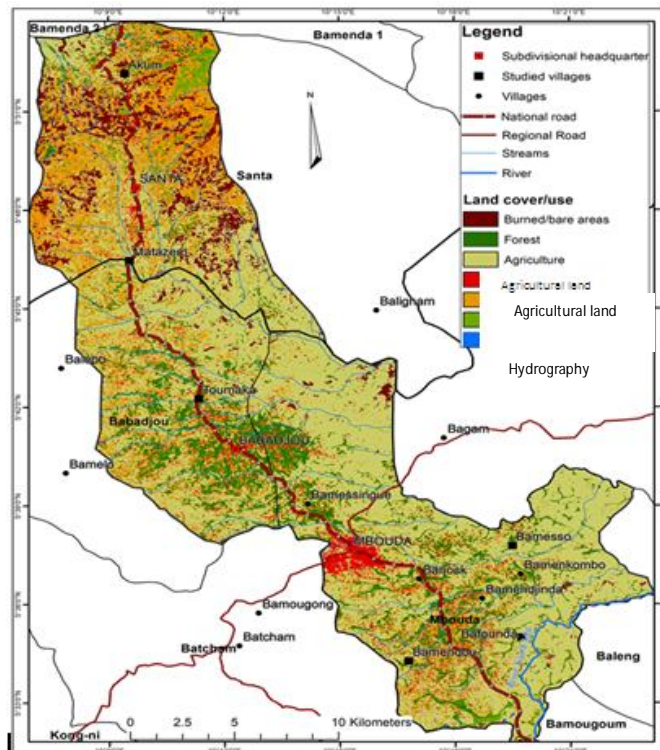 Bamenda 2
Bamenda 1
Akum
N
SANTA
Santa
Matazem
Baligham
Balepo
Toumaka
Babadjou
BABADJOU
Bagam
Bamelo
Bamessingue
MBOUDA
Bamesso
Bamenkombo
Bamendjinda
Bamougong
Mbouda
Bafounda
Batcham
Batcham
Bamendou
Baleng
Bamougoum
Kong-ni
0 2.5 5 10 Kilometers
Legend
Subdivisional headquarter
Studied villages
Villages
National road
Regional Road
Streams
River
Land cover/use
Burned/bare areas
Forest
Agriculture
Agricultural land
Agricultural land
Hydrography